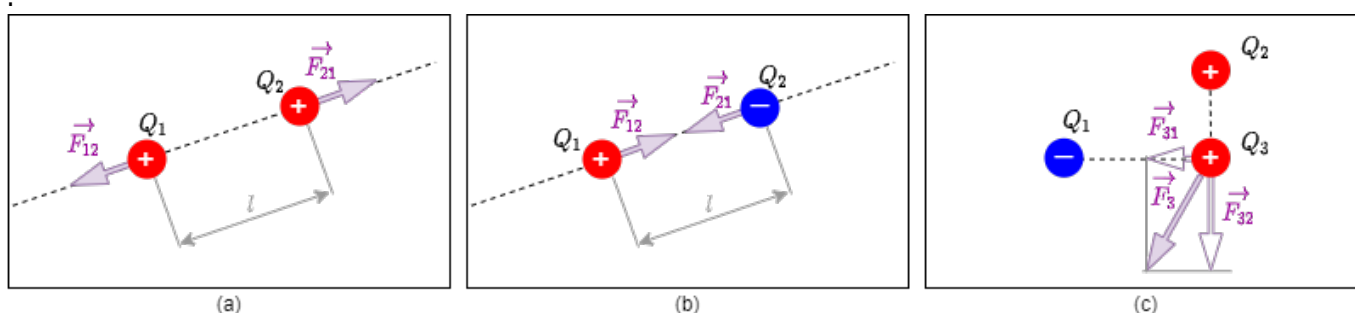 Q₁
+
F₁₂
Q₂
+
F₂₁
l
(a)
Q₁
+
F₁₂
Q₂
−
F₂₁
l
(b)
Q₁
−
Q₂
+
Q₃
+
F₃₁
F₃
F₃₂
(c)